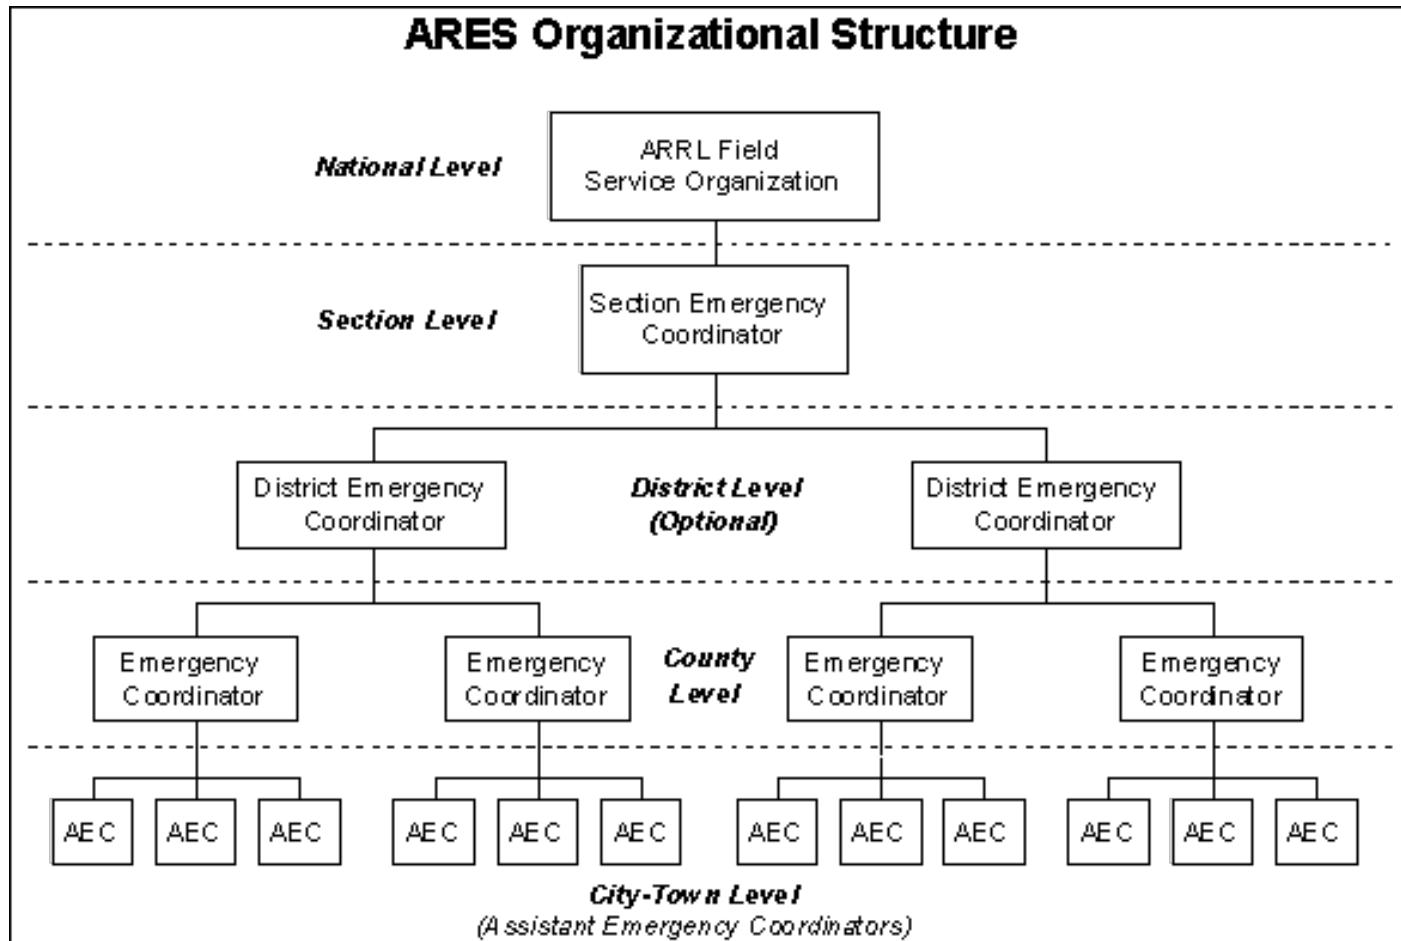 ARES Organizational Structure
National Level
ARRL Field
Service Organization
Section Level
Section Emergency
Coordinator
District Emergency
Coordinator
District Level
(Optional)
District Emergency
Coordinator
Emergency
Coordinator
Emergency
Coordinator
County
Level
Emergency
Coordinator
Emergency
Coordinator
AEC
AEC
AEC
AEC
AEC
AEC
AEC
AEC
AEC
AEC
AEC
AEC
City-Town Level
(Assistant Emergency Coordinators)